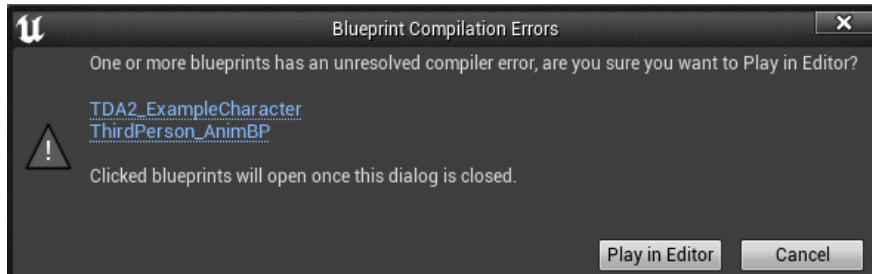 Blueprint Compilation Errors
One or more blueprints has an unresolved compiler error, are you sure you want to Play in Editor?
TDA2_ExampleCharacter
ThirdPerson_AnimBP
Clicked blueprints will open once this dialog is closed.
Play in Editor
Cancel